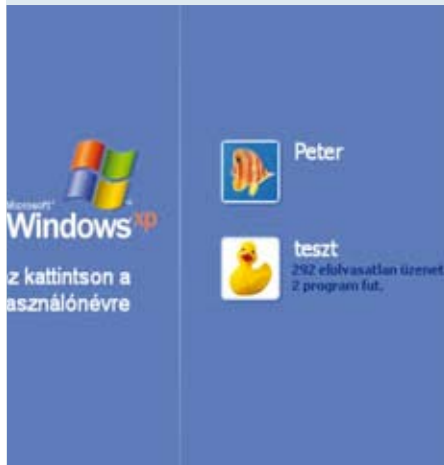 Microsoft®
Windows xp
z kattintson a
asználónévre
Peter
teszt
292 elolvasatlan üzenet
2 program fut.